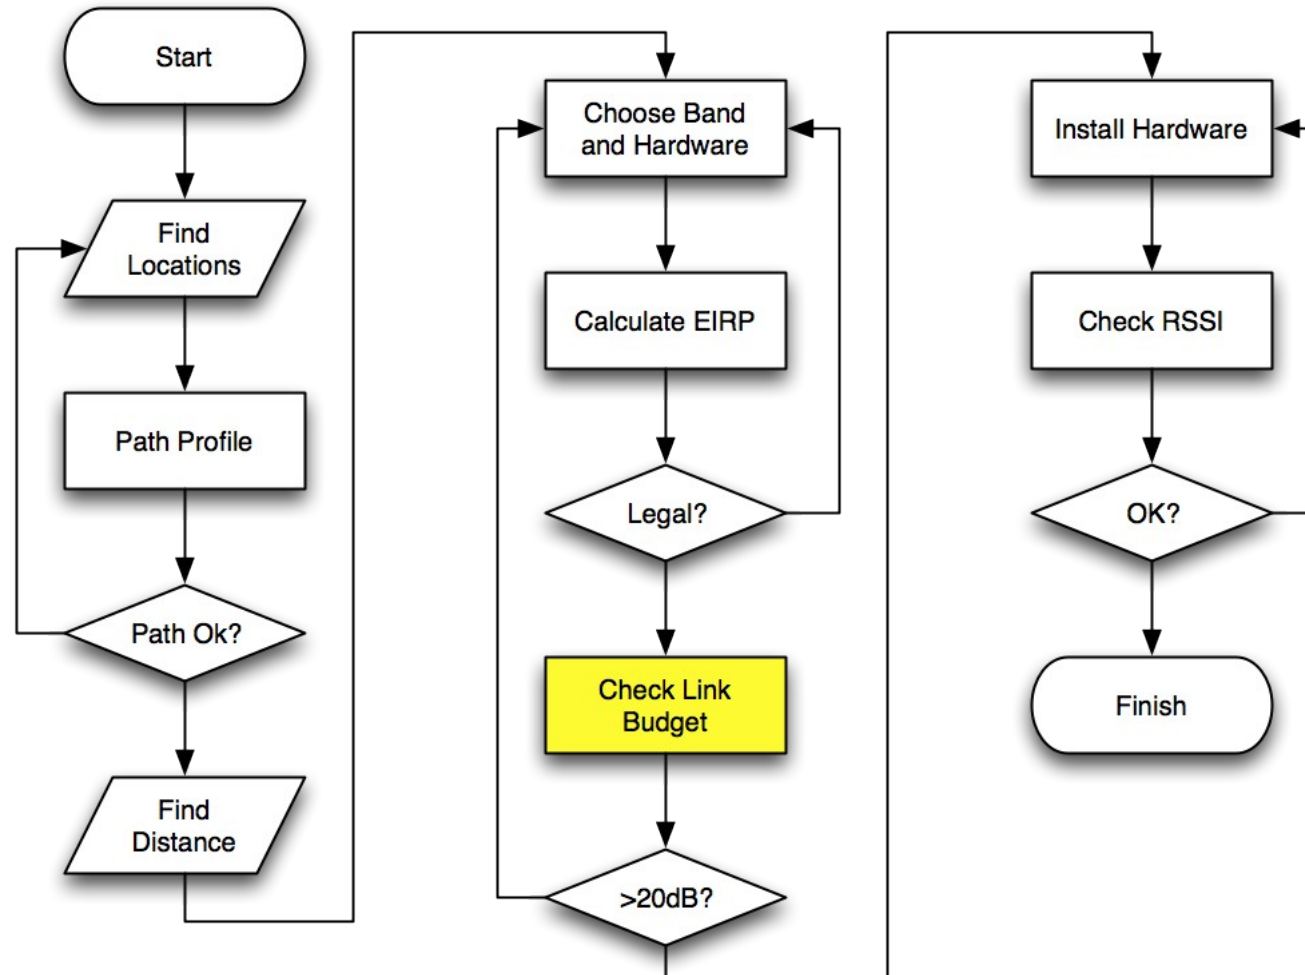 Start
Find
Locations
Path Profile
Path Ok?
Find
Distance
Choose Band
and Hardware
Calculate EIRP
Legal?
Check Link
Budget
>20dB?
Install Hardware
Check RSSI
OK?
Finish